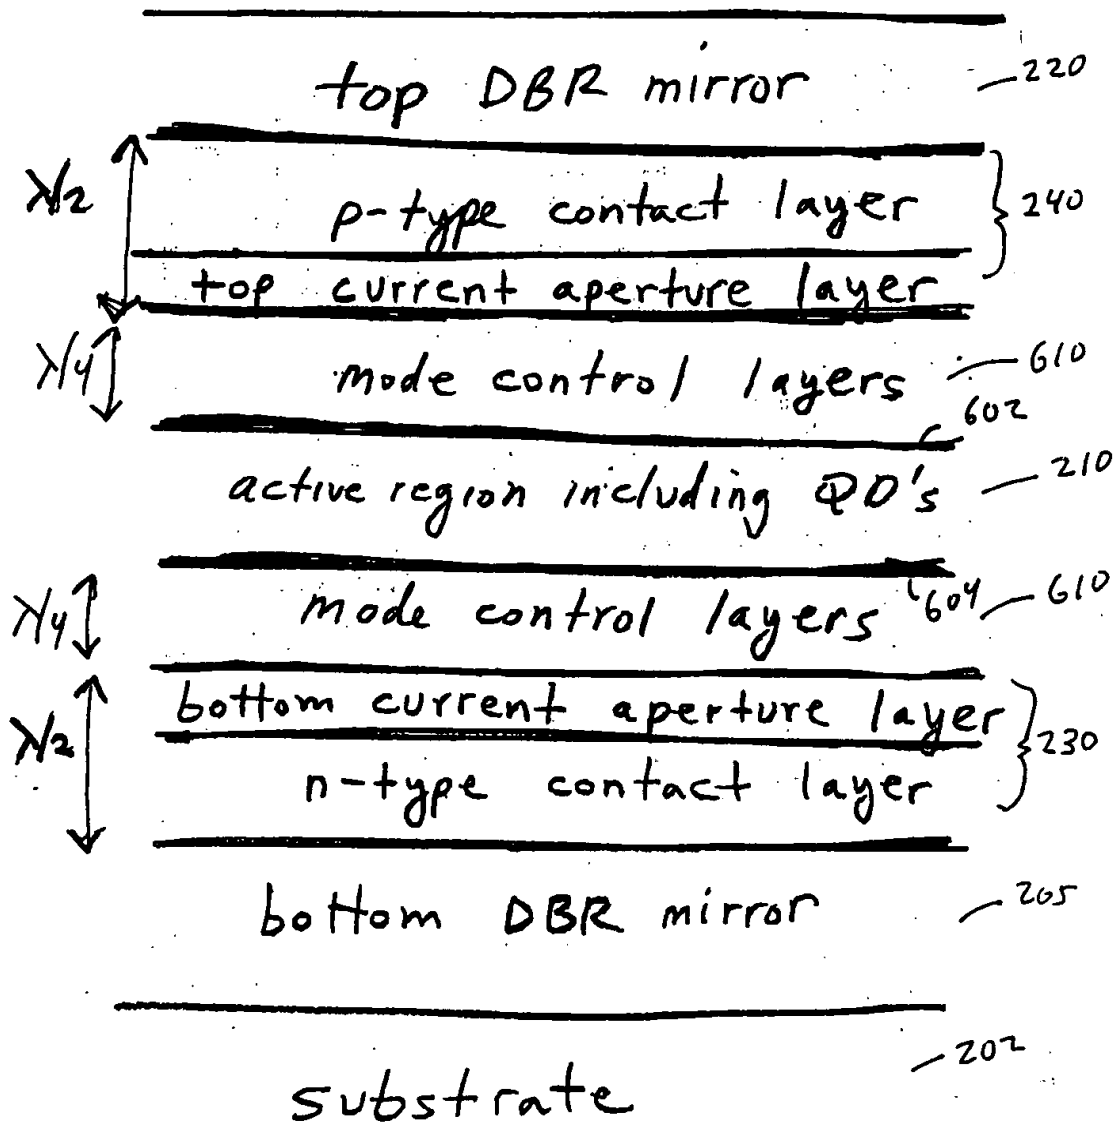 top DBR mirror 220
λ/2 p-type contact layer 240
top current aperture layer
λ/4 mode control layers 610
602
active region including QD's 210
λ/4 mode control layers 604 610
bottom current aperture layer
λ/2 230
n-type contact layer
bottom DBR mirror 205
substrate 202